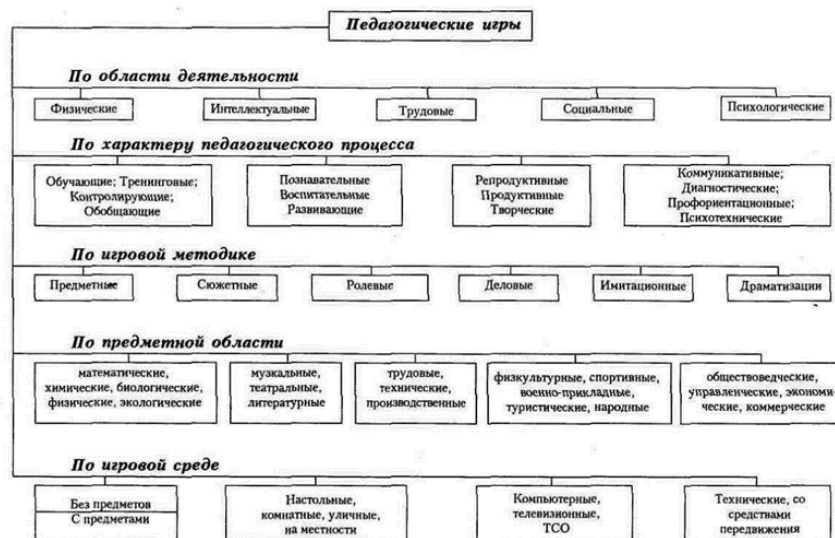 Педагогические игры
По области деятельности
Физические
Интеллектуальные
Трудовые
Социальные
Психологические
По характеру педагогического процесса
Обучающие; Тренинговые;
Контролирующие;
Обобщающие
Познавательные
Воспитательные
Развивающие
Репродуктивные
Продуктивные
Творческие
Коммуникативные;
Диагностические;
Профориентационные;
Психотехнические
По игровой методике
Предметные
Сюжетные
Ролевые
Деловые
Имитационные
Драматизации
По предметной области
математические,
химические, биологические,
физические, экологические
музкальные,
театральные,
литературные
трудовые,
технические,
производственные
физкультурные, спортивные,
военно-прикладные,
туристические, народные
обществоведческие,
управленческие, экономи-
ческие, коммерческие
По игровой среде
Без предметов
С предметами
Настольные,
комнатные, уличные,
на местности
Компьютерные,
телевизионные,
ТСО
Технические, со
средствами
передвижения